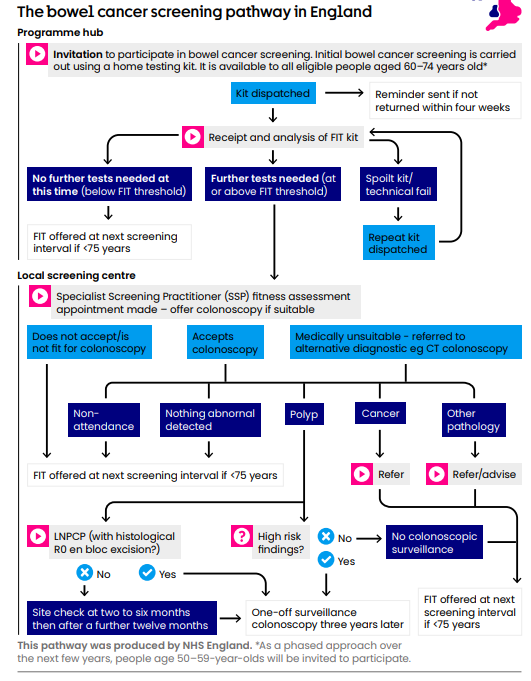 The bowel cancer screening pathway in England
Programme hub
Invitation to participate in bowel cancer screening. Initial bowel cancer screening is carried
out using a home testing kit. It is available to all eligible people aged 60–74 years old*
Kit dispatched
Reminder sent if not
returned within four weeks
Receipt and analysis of FIT kit
No further tests needed at
this time (below FIT threshold)
Further tests needed (at
or above FIT threshold)
Spoilt kit/
technical fail
FIT offered at next screening
interval if <75 years
Repeat kit
dispatched
Local screening centre
Specialist Screening Practitioner (SSP) fitness assessment
appointment made – offer colonoscopy if suitable
Does not accept/is
not fit for colonoscopy
Accepts
colonoscopy
Medically unsuitable - referred to
alternative diagnostic eg CT colonoscopy
Non-
attendance
Nothing abnornal
detected
Polyp
Cancer
Other
pathology
FIT offered at next screening interval if <75 years
Refer
Refer/advise
LNPCP (with histological
R0 en bloc excision?)
High risk
findings?
No
Yes
No colonoscopic
surveillance
No
Yes
Site check at two to six months
then after a further twelve months
One-off surveillance
colonoscopy three years later
FIT offered at next
screening interval
if <75 years
This pathway was produced by NHS England. *As a phased approach over
the next few years, people age 50–59-year-olds will be invited to participate.